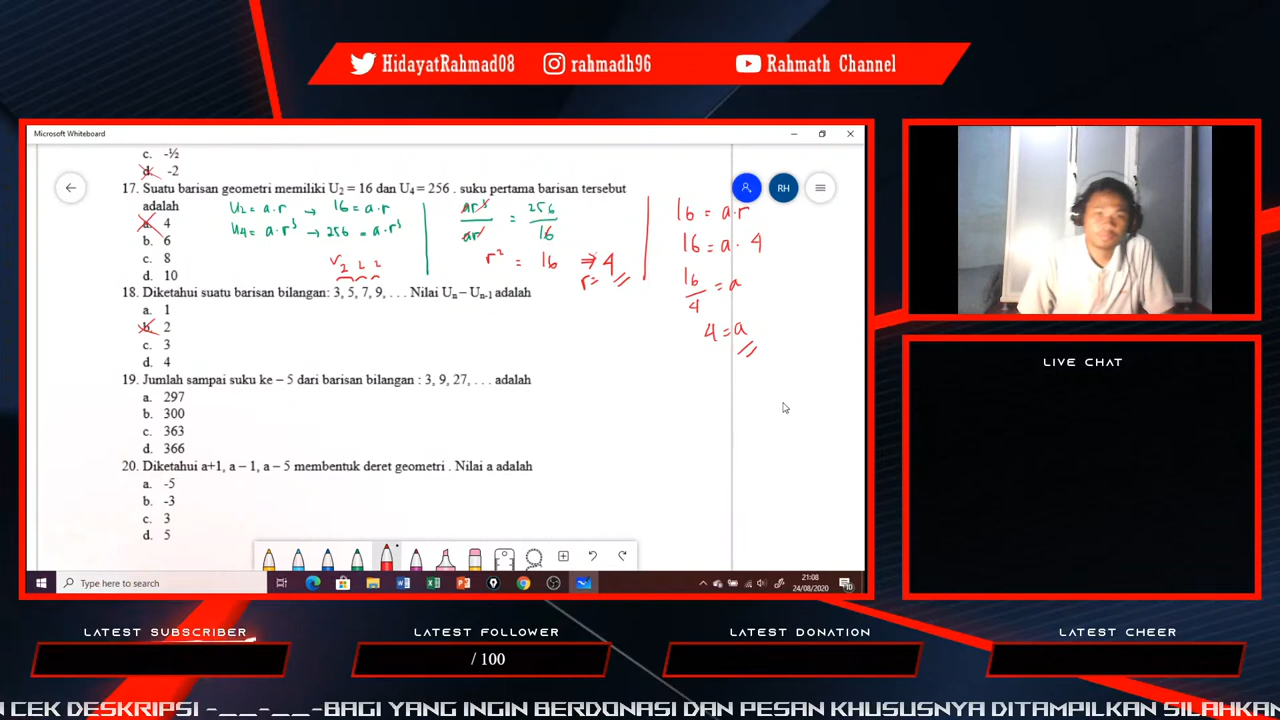 HidayatRahmad08 rahmadh96 Rahmath Channel
Microsoft Whiteboard
c. -½
d. -2
RH
17. Suatu barisan geometri memiliki U2 = 16 dan U4 = 256 . suku pertama barisan tersebut
adalah
a. 4
b. 6
c. 8
d. 10
U2 = a.r → 16 = a.r
U4 = a.r³ → 256 = a.r³
ar³/ar = 256/16
r² = 16 ⇒ 4
r=
16 = a.r
16 = a. 4
16/4 = a
4 = a
2 2 2
18. Diketahui suatu barisan bilangan: 3, 5, 7, 9, . . . Nilai Un – Un-1 adalah
a. 1
b. 2
c. 3
d. 4
19. Jumlah sampai suku ke – 5 dari barisan bilangan : 3, 9, 27, . . . adalah
a. 297
b. 300
c. 363
d. 366
20. Diketahui a+1, a – 1, a – 5 membentuk deret geometri . Nilai a adalah
a. -5
b. -3
c. 3
d. 5
Type here to search
21:08
24/08/2020
10
LIVE CHAT
LATEST SUBSCRIBER
LATEST FOLLOWER
/ 100
LATEST DONATION
LATEST CHEER
N CEK DESKRIPSI -__-__-BAGI YANG INGIN BERDONASI DAN PESAN KHUSUSNYA DITAMPILKAN SILAHKAN